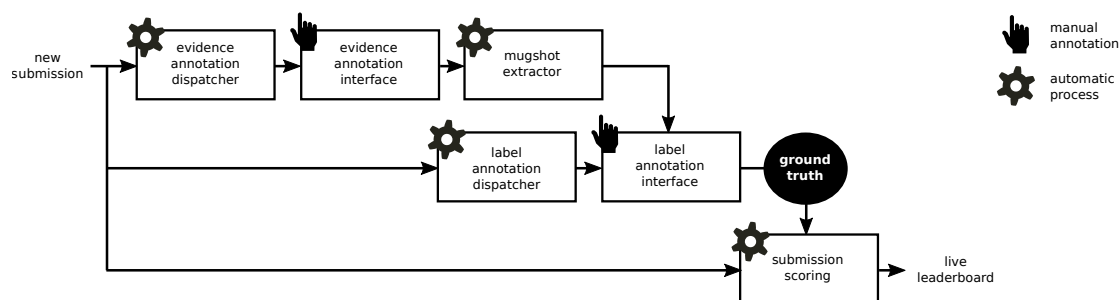 new
submission
evidence
annotation
dispatcher
evidence
annotation
interface
mugshot
extractor
manual
annotation
automatic
process
label
annotation
dispatcher
label
annotation
interface
ground
truth
submission
scoring
live
leaderboard